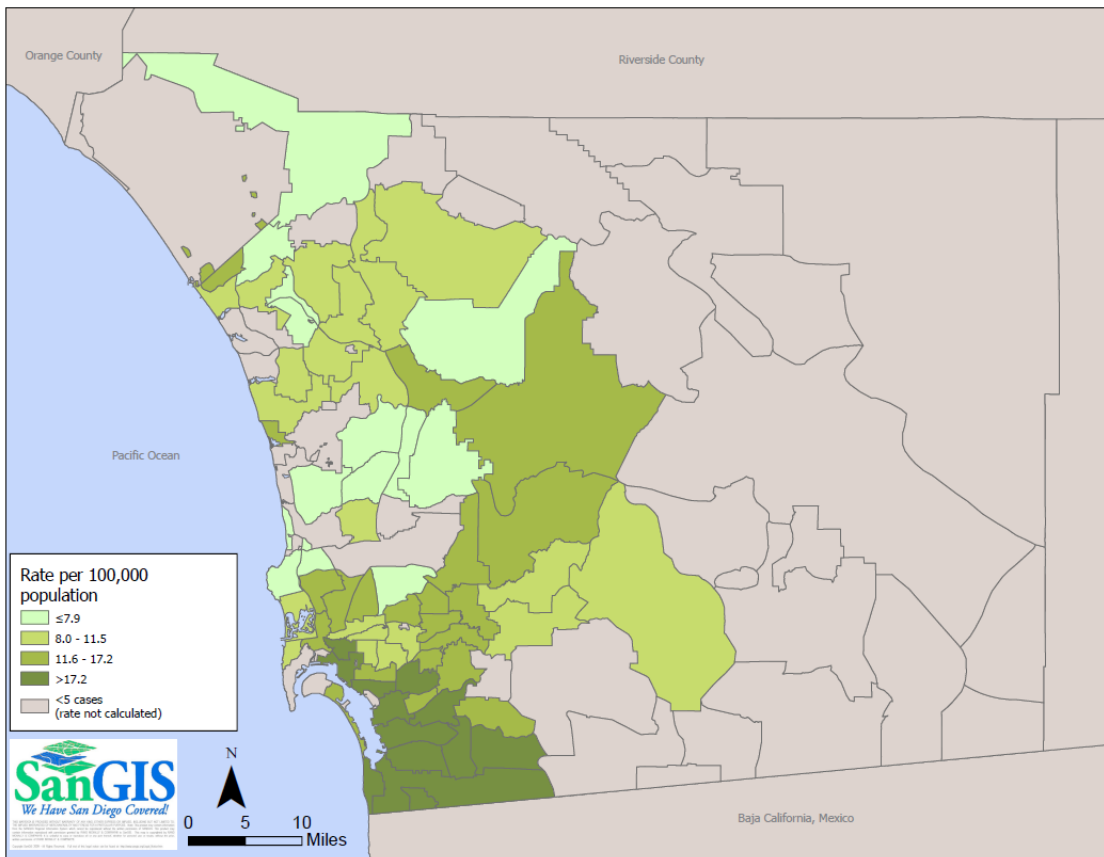 Orange County
Riverside County
Pacific Ocean
Rate per 100,000
population
≤7.9
8.0 - 11.5
11.6 - 17.2
>17.2
<5 cases
(rate not calculated)
SanGIS
We Have San Diego Covered!
N
0 5 10
Miles
Baja California, Mexico